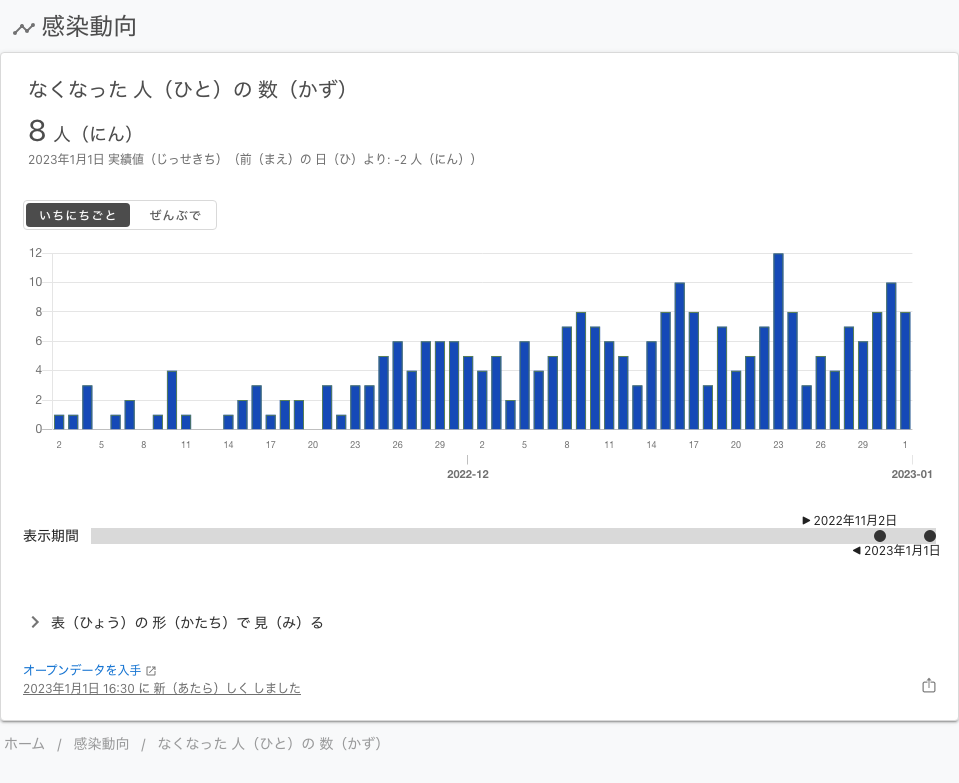 感染動向
なくなった 人（ひと）の 数（かず）
8 人（にん）
2023年1月1日 実績値（じっせきち）（前（まえ）の 日（ひ）より: -2 人（にん））
いちにちごと ぜんぶで
12
10
8
6
4
2
0
2 5 8 11 14 17 20 23 26 29 2 5 8 11 14 17 20 23 26 29 1
2022-12 2023-01
▶ 2022年11月2日
表示期間
◀ 2023年1月1日
表（ひょう）の 形（かたち）で 見（み）る
オープンデータを入手
2023年1月1日 16:30 に 新（あたら）しく しました
ホーム / 感染動向 / なくなった 人（ひと）の 数（かず）